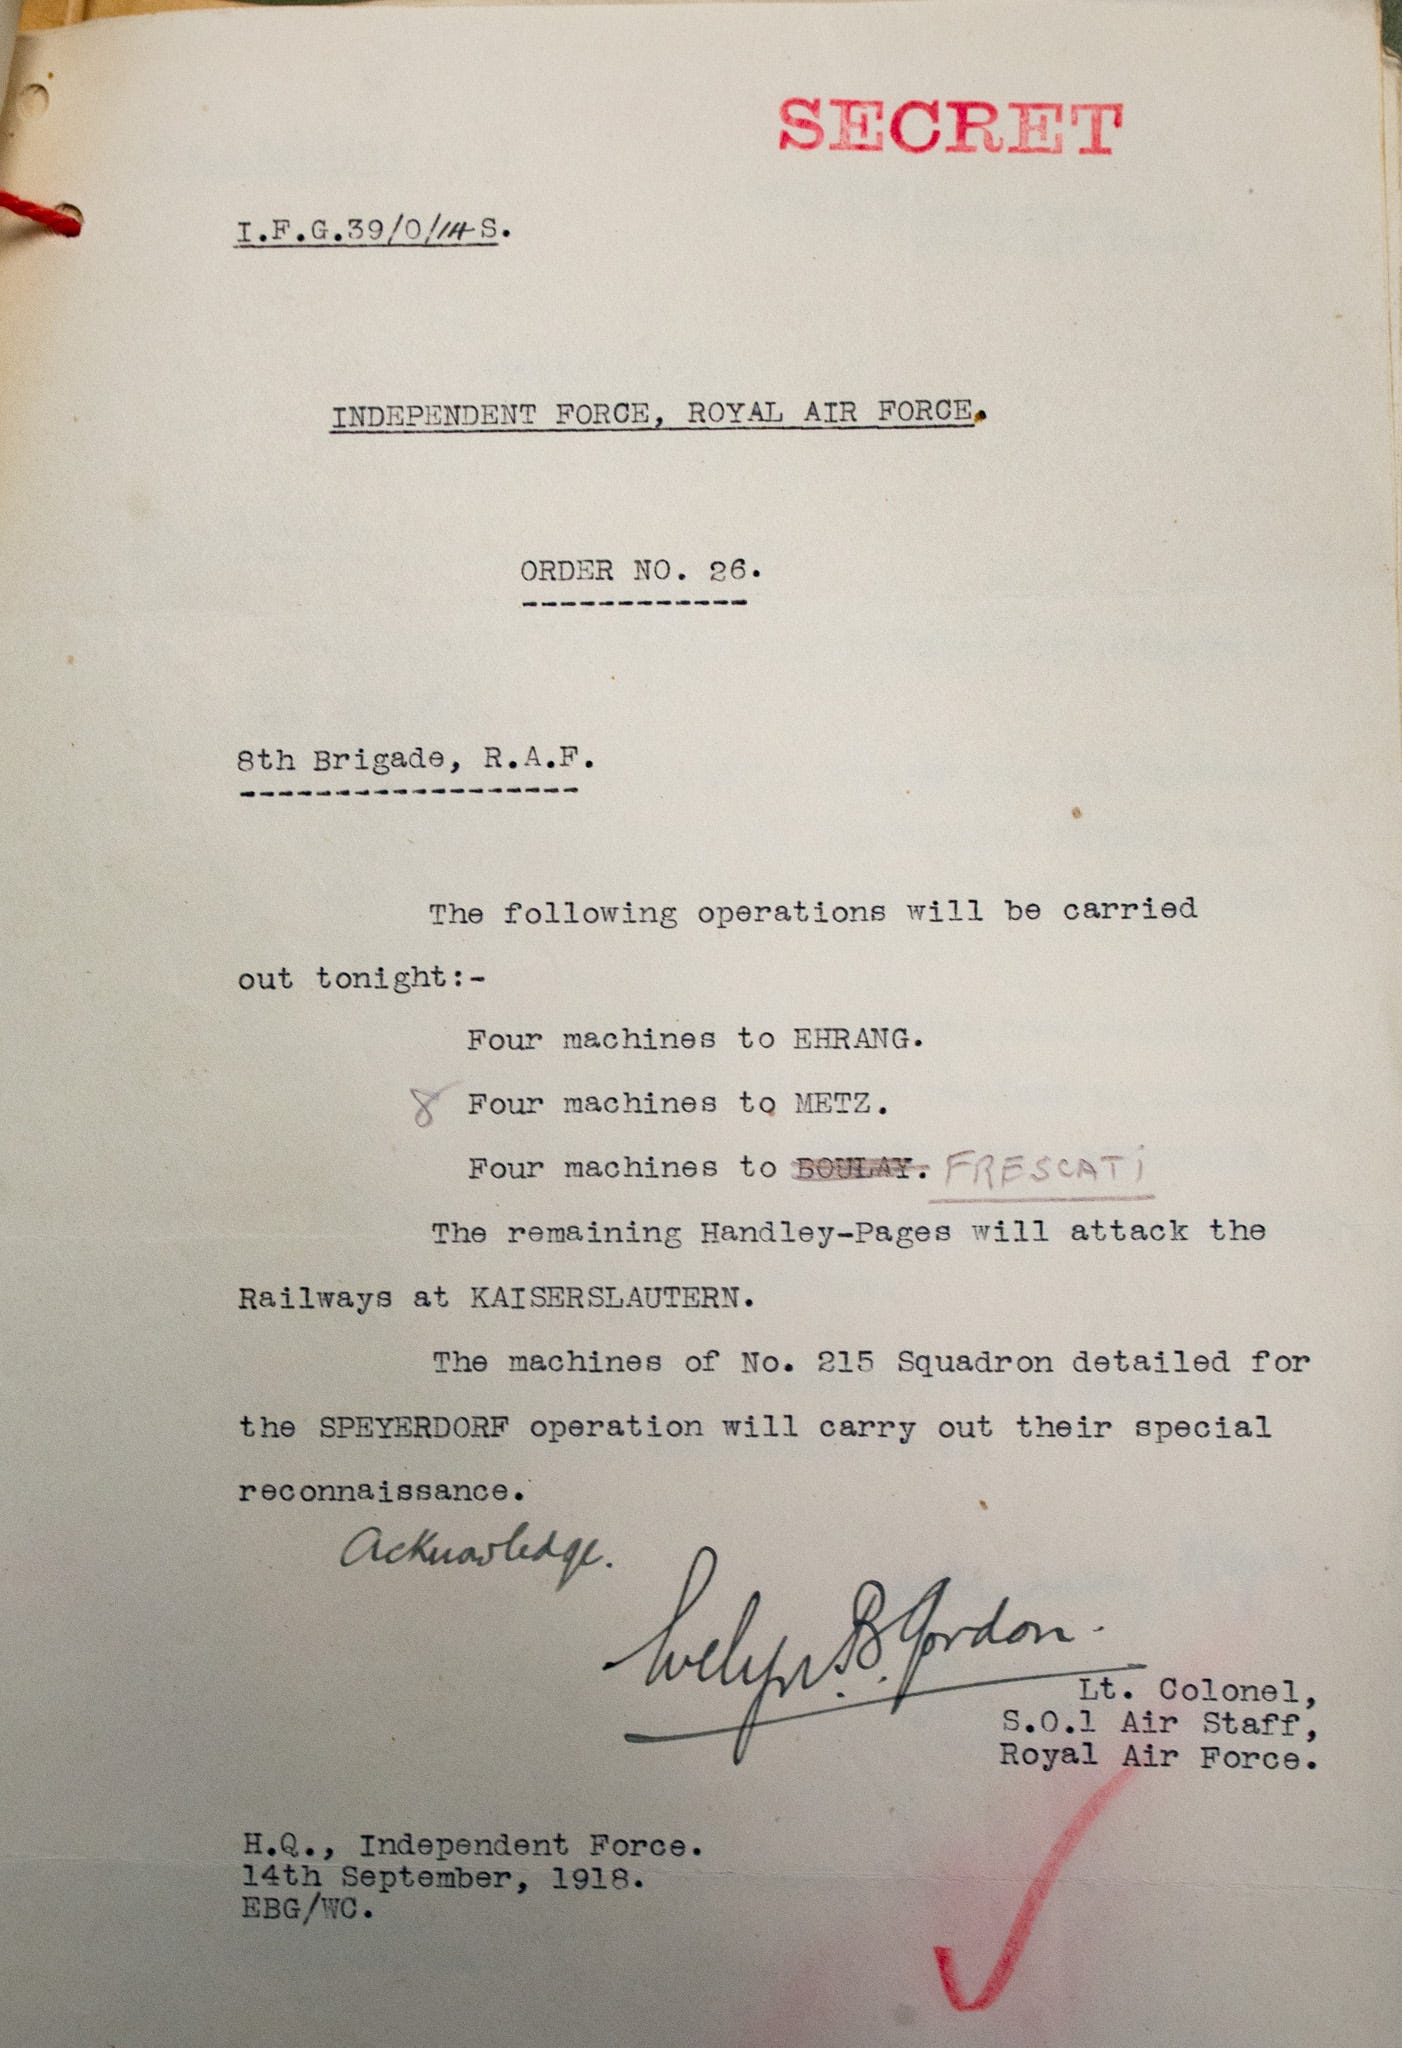 SECRET
I.F.G.39/0/14 S.
INDEPENDENT FORCE, ROYAL AIR FORCE.
ORDER NO. 26.
8th Brigade, R.A.F.
The following operations will be carried
out tonight:-
Four machines to EHRANG.
8 Four machines to METZ.
Four machines to BOULAY. FRESCATI
The remaining Handley-Pages will attack the
Railways at KAISERSLAUTERN.
The machines of No. 215 Squadron detailed for
the SPEYERDORF operation will carry out their special
reconnaissance.
Acknowledge.
Evelyn B. Gordon.
Lt. Colonel,
S.O.1 Air Staff,
Royal Air Force.
H.Q., Independent Force.
14th September, 1918.
EBG/WC.